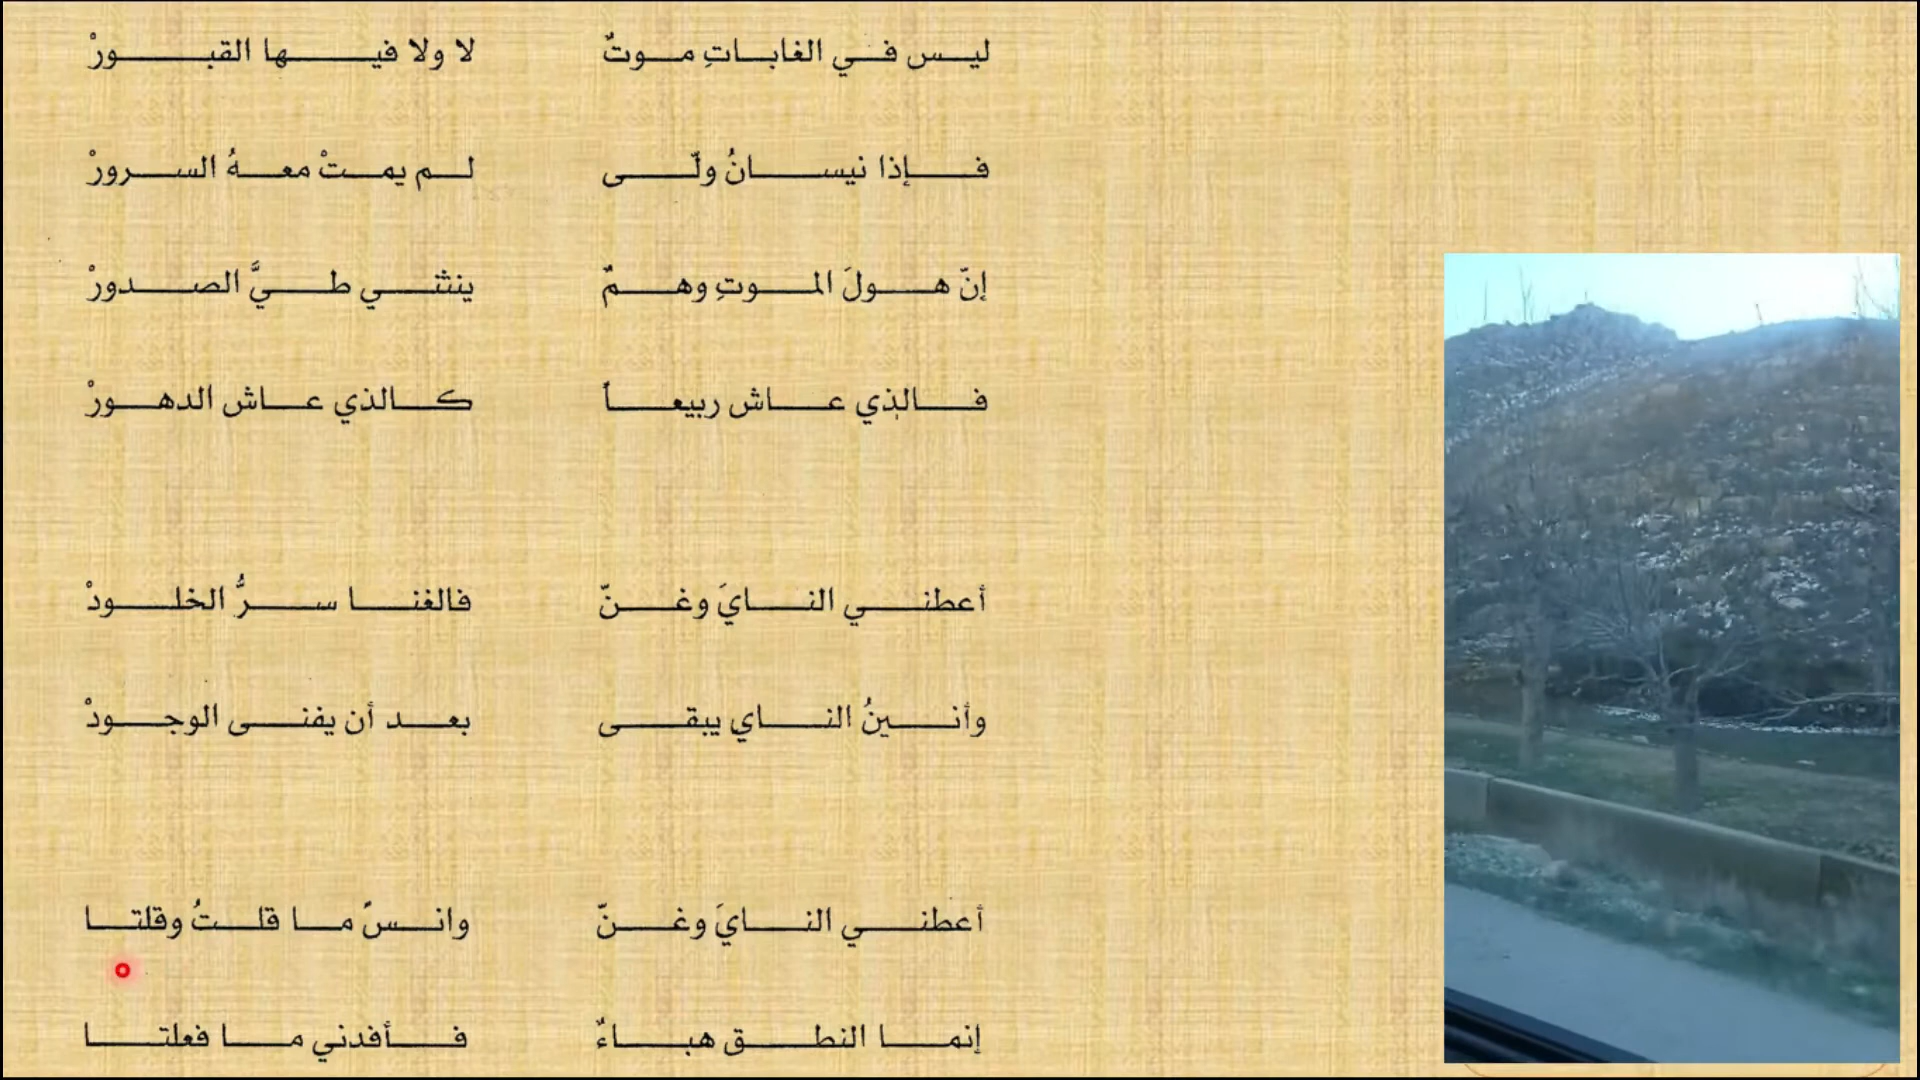 ليس في الغاباتِ موتٌ لا ولا فيها القبورْ
فإذا نيسانُ ولّى لم يمتْ معهُ السرورْ
إنّ هولَ الموتِ وهمٌ ينثني طيَّ الصدورْ
فالذي عاش ربيعاً كالذي عاش الدهورْ
أعطني النايَ وغنّ فالغنا سرُّ الخلودْ
وأنينُ الناي يبقى بعد أن يفنى الوجودْ
أعطني النايَ وغنّ وانسَ ما قلتُ وقلتا
إنما النطق هباءٌ فأفدني ما فعلتا